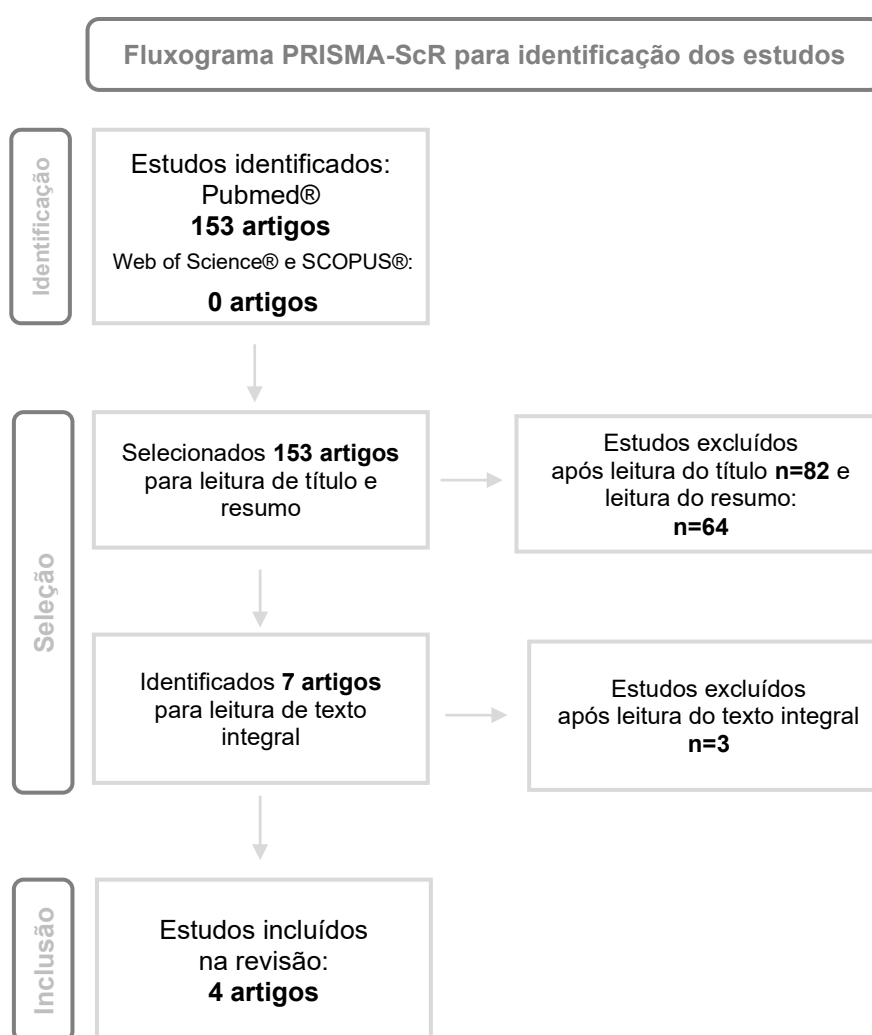 Fluxograma PRISMA-ScR para identificação dos estudos
Identificação
Estudos identificados:
Pubmed®
153 artigos
Web of Science® e SCOPUS®:
0 artigos
Seleção
Selecionados 153 artigos
para leitura de título e
resumo
Estudos excluídos
após leitura do título n=82 e
leitura do resumo:
n=64
Identificados 7 artigos
para leitura de texto
integral
Estudos excluídos
após leitura do texto integral
n=3
Inclusão
Estudos incluídos
na revisão:
4 artigos